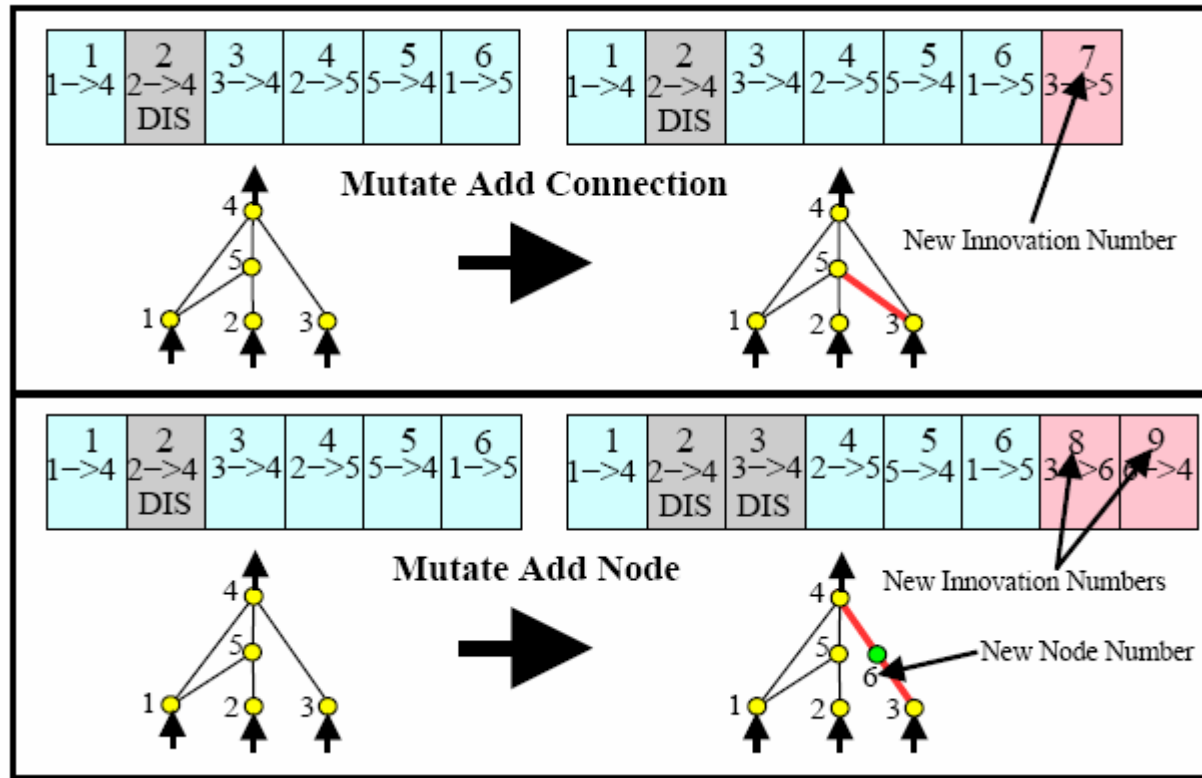 1 2 3 4 5 6
1->4 2->4 3->4 2->5 5->4 1->5
DIS
1 2 3 4 5 6 7
1->4 2->4 3->4 2->5 5->4 1->5 3->5
DIS
Mutate Add Connection
New Innovation Number
4
5
1 2 3
4
5
1 2 3
1 2 3 4 5 6
1->4 2->4 3->4 2->5 5->4 1->5
DIS
1 2 3 4 5 6 8 9
1->4 2->4 3->4 2->5 5->4 1->5 3->6 6->4
DIS DIS
Mutate Add Node
New Innovation Numbers
New Node Number
4
5
1 2 3
4
5
6
1 2 3